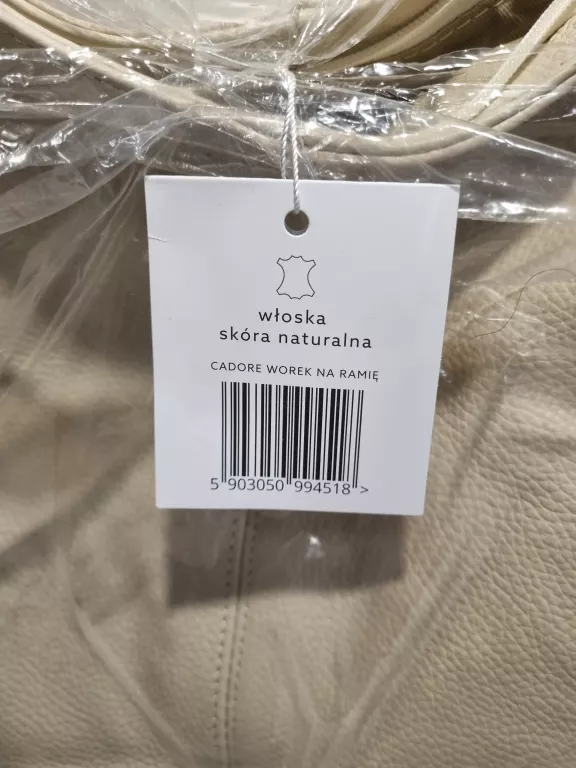 włoska
skóra naturalna
CADORE WOREK NA RAMIĘ
5 903050 994518 >